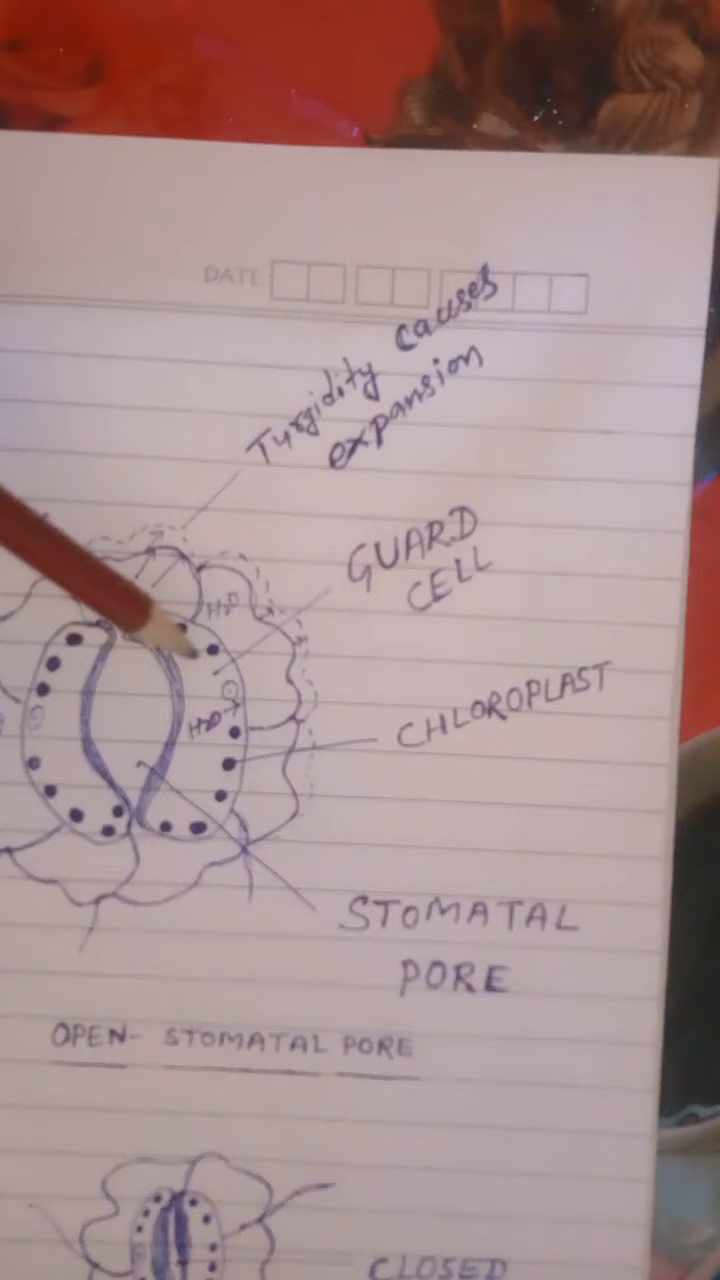 DATE
Turgidity causes
expansion
GUARD
CELL
H2O
H2O
CHLOROPLAST
STOMATAL
PORE
OPEN- STOMATAL PORE
CLOSED